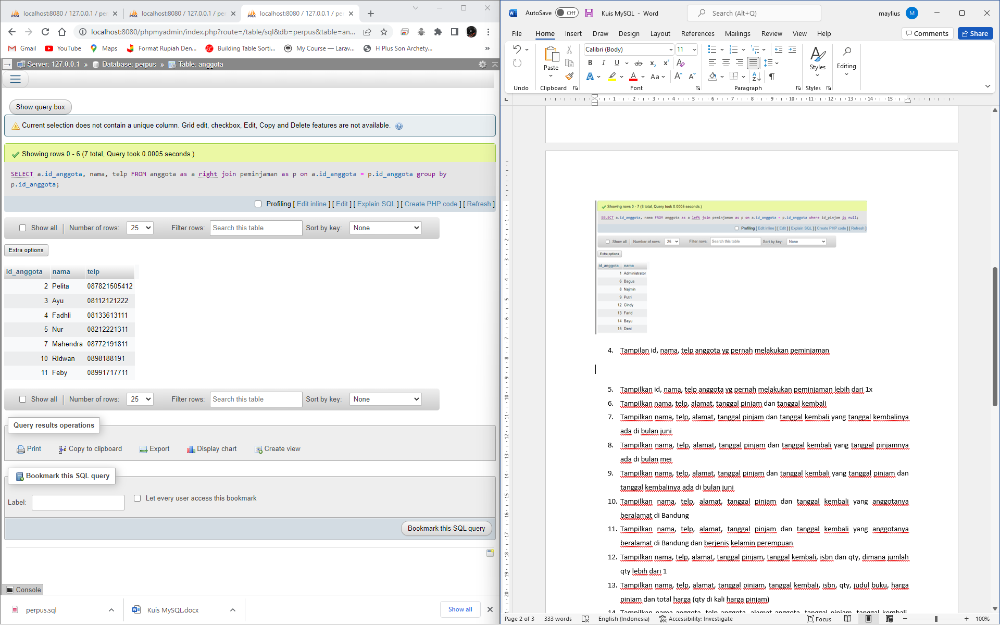 localhost:8080 / 127.0.0.1 / per
localhost:8080 / 127.0.0.1 / per
localhost:8080 / 127.0.0.1 / pe
localhost:8080/phpmyadmin/index.php?route=/table/sql&db=perpus&table=an...
Gmail
YouTube
Maps
Format Rupiah Den...
Building Table Sorti...
My Course — Larav...
H Plus Son Archety...
»
Server: 127.0.0.1 » Database: perpus » Table: anggota
Show query box
Current selection does not contain a unique column. Grid edit, checkbox, Edit, Copy and Delete features are not available.
Showing rows 0 - 6 (7 total, Query took 0.0005 seconds.)
SELECT a.id_anggota, nama, telp FROM anggota as a right join peminjaman as p on a.id_anggota = p.id_anggota group by
p.id_anggota;
Profiling [ Edit inline ] [ Edit ] [ Explain SQL ] [ Create PHP code ] [ Refresh ]
Show all | Number of rows: 25 Filter rows: Search this table Sort by key: None
Extra options
id_anggota nama telp
2 Pelita 087821505412
3 Ayu 08112121222
4 Fadhli 08133613111
5 Nur 08212221311
7 Mahendra 08772191811
10 Ridwan 0898188191
11 Feby 08991717711
Show all | Number of rows: 25 Filter rows: Search this table Sort by key: None
Query results operations
Print Copy to clipboard Export Display chart Create view
Bookmark this SQL query
Label: Let every user access this bookmark
Bookmark this SQL query
Console
perpus.sql
Kuis MySQL.docx
Show all
AutoSave Off Kuis MySQL - Word Search (Alt+Q) maylius M
File Home Insert Draw Design Layout References Mailings Review View Help Comments Share
Calibri (Body) 11
Paste
Styles
Editing
Undo Clipboard Font Paragraph Styles
Showing rows 0 - 7 (8 total, Query took 0.0005 seconds.)
SELECT a.id_anggota, nama FROM anggota as a left join peminjaman as p on a.id_anggota = p.id_anggota where id_pinjam is null;
Profiling [ Edit inline ] [ Edit ] [ Explain SQL ] [ Create PHP code ] [ Refresh ]
Show all | Number of rows: 25 Filter rows: Search this table Sort by key: None
Extra options
id_anggota nama
1 Administrator
6 Bagus
8 Najmin
9 Putri
12 Cindy
13 Farid
14 Bayu
15 Deni
4. Tampilan id, nama, telp anggota yg pernah melakukan peminjaman
5. Tampilkan id, nama, telp anggota yg pernah melakukan peminjaman lebih dari 1x
6. Tampilkan nama, telp, alamat, tanggal pinjam dan tanggal kembali
7. Tampilkan nama, telp, alamat, tanggal pinjam dan tanggal kembali yang tanggal kembalinya
ada di bulan juni
8. Tampilkan nama, telp, alamat, tanggal pinjam dan tanggal kembali yang tanggal pinjamnya
ada di bulan mei
9. Tampilkan nama, telp, alamat, tanggal pinjam dan tanggal kembali yang tanggal pinjam dan
tanggal kembalinya ada di bulan juni
10. Tampilkan nama, telp, alamat, tanggal pinjam dan tanggal kembali yang anggotanya
beralamat di Bandung
11. Tampilkan nama, telp, alamat, tanggal pinjam dan tanggal kembali yang anggotanya
beralamat di Bandung dan berjenis kelamin perempuan
12. Tampilkan nama, telp, alamat, tanggal pinjam, tanggal kembali, isbn dan qty, dimana jumlah
qty lebih dari 1
13. Tampilkan nama, telp, alamat, tanggal pinjam, tanggal kembali, isbn, qty, judul buku, harga
pinjam dan total harga (qty di kali harga pinjam)
14. Tampilkan nama anggota, telp anggota, alamat anggota, tanggal pinjam, tanggal kembali,
Page 2 of 3 333 words English (Indonesia) Accessibility: Investigate Focus 100%